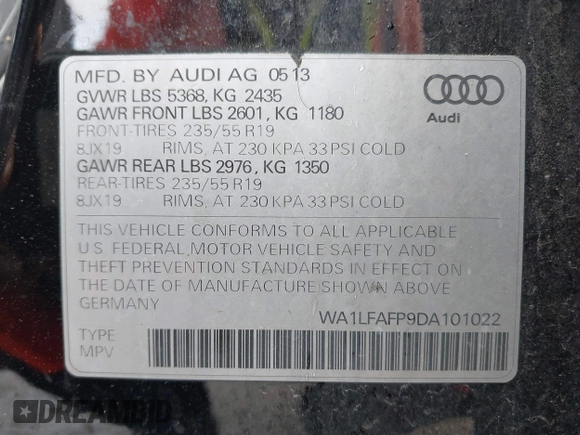 MFD. BY AUDI AG 05 13
GVWR LBS 5368, KG 2435
GAWR FRONT LBS 2601, KG 1180
FRONT-TIRES 235/55 R19
8JX19 RIMS, AT 230 KPA 33 PSI COLD
GAWR REAR LBS 2976, KG 1350
REAR-TIRES 235/55 R19
8JX19 RIMS, AT 230 KPA 33 PSI COLD
Audi
THIS VEHICLE CONFORMS TO ALL APPLICABLE
U.S. FEDERAL MOTOR VEHICLE SAFETY AND
THEFT PREVENTION STANDARDS IN EFFECT ON
THE DATE OF MANUFACTURE SHOWN ABOVE
GERMANY
WA1LFAFP9DA101022
TYPE
MPV
DREAMBID